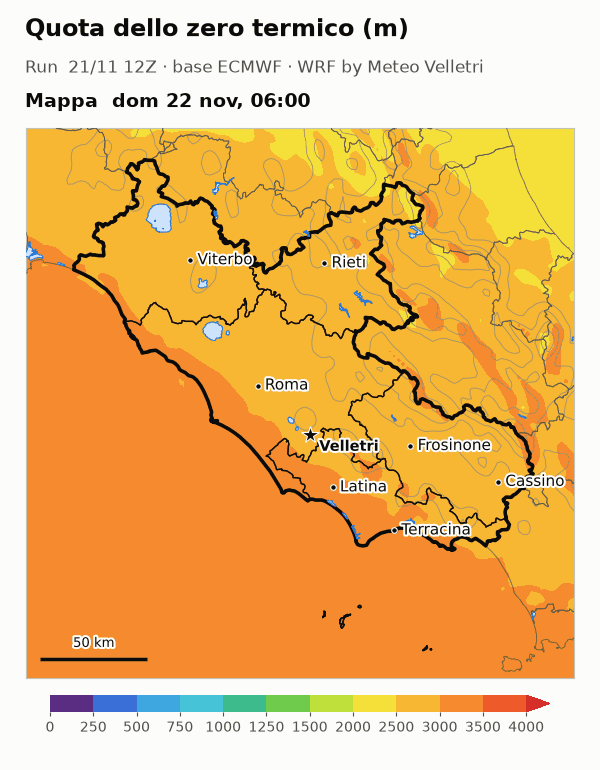 Quota dello zero termico (m)
Run  21/11 12Z · base ECMWF · WRF by Meteo Velletri
Mappa  dom 22 nov, 06:00
Viterbo
Rieti
Roma
Velletri
Frosinone
Latina
Cassino
Terracina
50 km
0 250 500 750 1000 1250 1500 2000 2500 3000 3500 4000